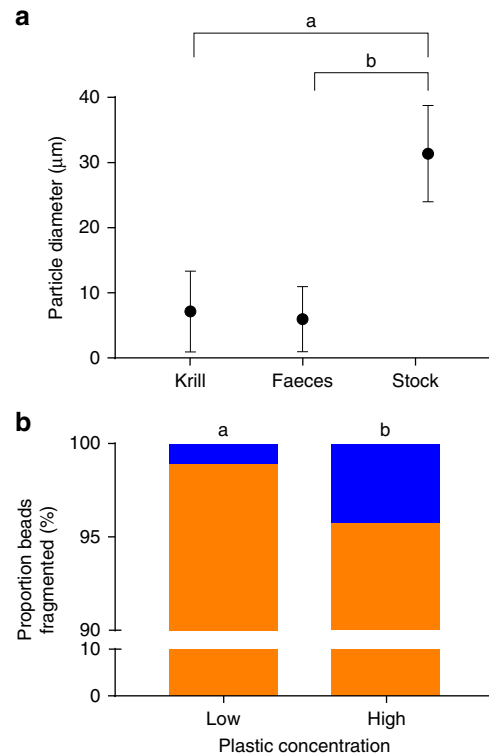 a
a
b
40
30
20
10
0
Particle diameter (μm)
Krill Faeces Stock
b
a b
100
95
90
10
0
Proportion beads
fragmented (%)
Low High
Plastic concentration